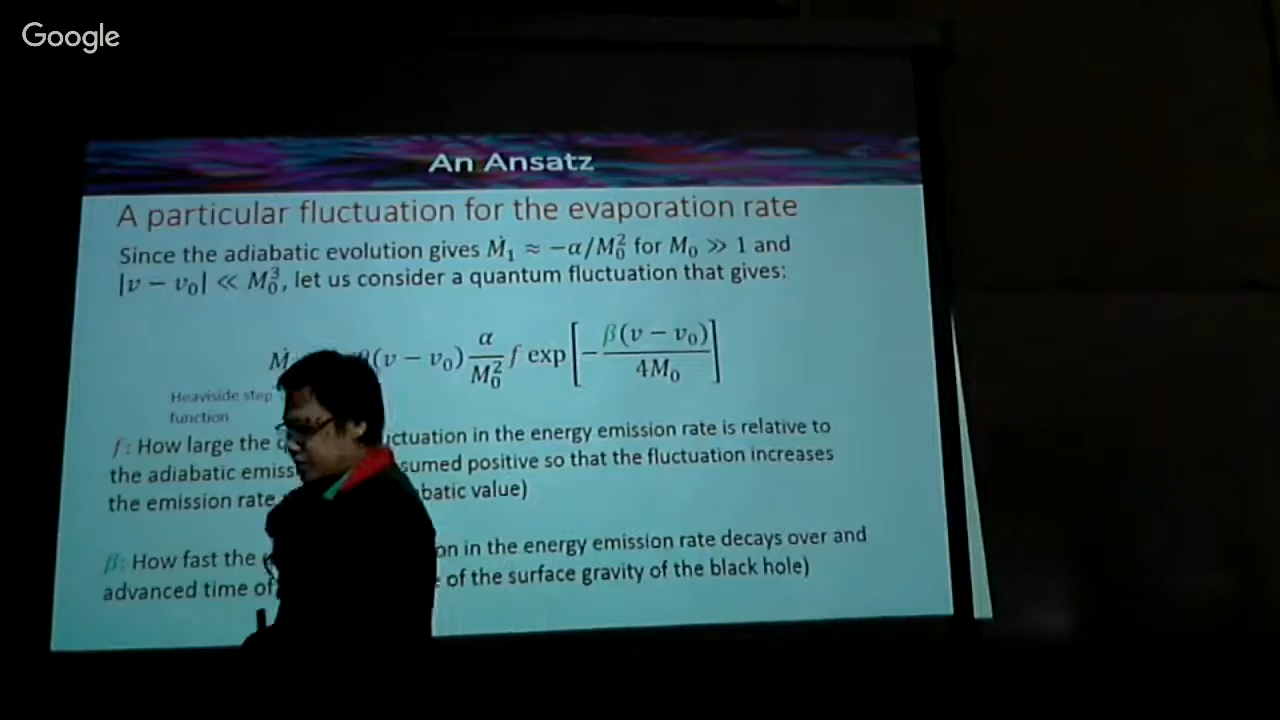 Google
An Ansatz
A particular fluctuation for the evaporation rate
Since the adiabatic evolution gives Ṁ₁ ≈ −α/M₀² for M₀ ≫ 1 and
|v − v₀| ≪ M₀³, let us consider a quantum fluctuation that gives:
Ṁ (v − v₀) α/M₀² f exp[−β(v − v₀)/4M₀]
Heaviside step
function
f: How large the uctuation in the energy emission rate is relative to
the adiabatic emiss sumed positive so that the fluctuation increases
the emission rate batic value)
β: How fast the on in the energy emission rate decays over and
advanced time of of the surface gravity of the black hole)